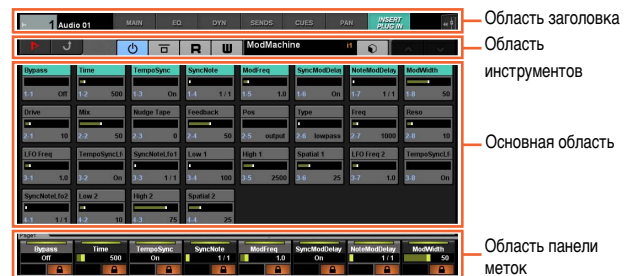 1 Audio 01 MAIN EQ DYN SENDS CUES PAN INSERT PLUG IN
Область заголовка
R W ModMachine i1
Область инструментов
Bypass Time TempoSync SyncNote ModFreq SyncModDelay NoteModDelay ModWidth
1-1 Off 1-2 500 1-3 On 1-4 1/1 1-5 1.0 1-6 On 1-7 1/1 1-8 50
Drive Mix Nudge Tape Feedback Pos Type Freq Reso
2-1 10 2-2 50 2-3 0 2-4 50 2-5 output 2-6 lowpass 2-7 1000 2-8 10
Основная область
LFO Freq TempoSyncLf SyncNoteLfo1 Low 1 High 1 Spatial 1 LFO Freq 2 TempoSyncLf
3-1 1.0 3-2 On 3-3 1/1 3-4 100 3-5 2500 3-6 25 3-7 1.0 3-8 On
SyncNoteLfo2 Low 2 High 2 Spatial 2
4-1 1/1 4-2 10 4-3 75 4-4 25
Page1
Bypass Time TempoSync SyncNote ModFreq SyncModDelay NoteModDelay ModWidth
Off 500 On 1/1 1.0 On 1/1 50
Область панели
меток